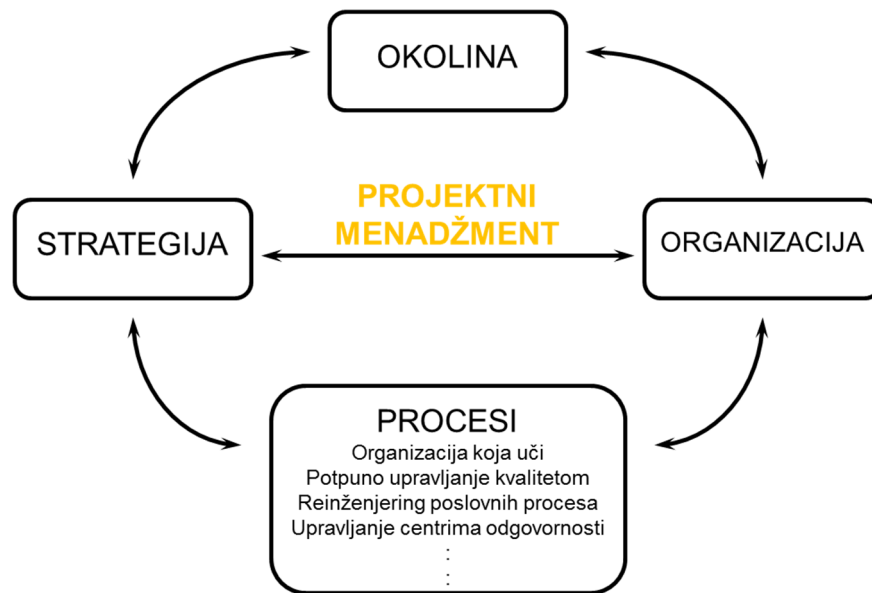 OKOLINA
PROJEKTNI
MENADŽMENT
STRATEGIJA
ORGANIZACIJA
PROCESI
Organizacija koja uči
Potpuno upravljanje kvalitetom
Reinženjering poslovnih procesa
Upravljanje centrima odgovornosti
:
: